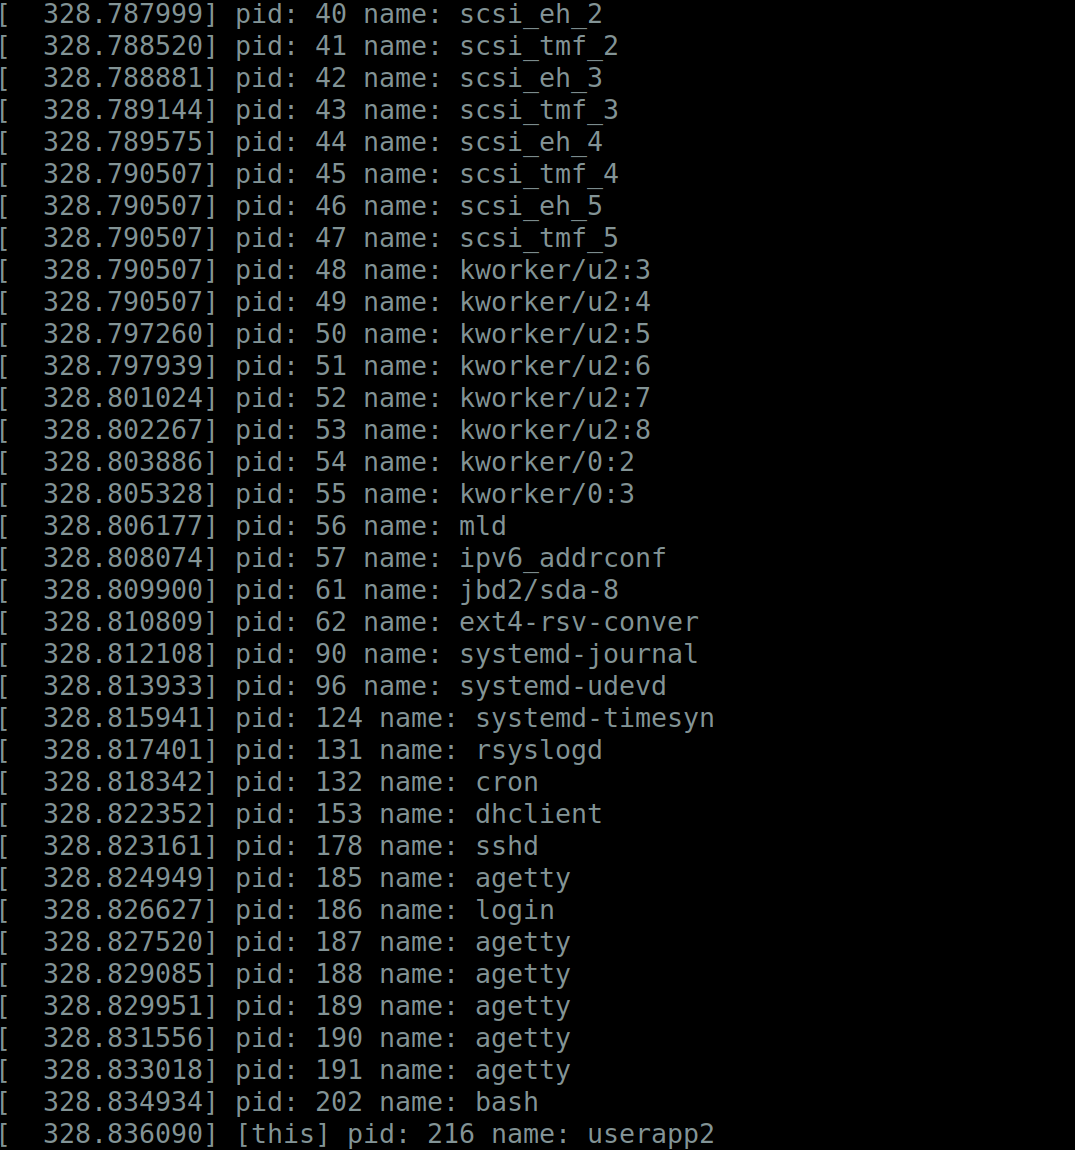 [  328.787999] pid: 40 name: scsi_eh_2
[  328.788520] pid: 41 name: scsi_tmf_2
[  328.788881] pid: 42 name: scsi_eh_3
[  328.789144] pid: 43 name: scsi_tmf_3
[  328.789575] pid: 44 name: scsi_eh_4
[  328.790507] pid: 45 name: scsi_tmf_4
[  328.790507] pid: 46 name: scsi_eh_5
[  328.790507] pid: 47 name: scsi_tmf_5
[  328.790507] pid: 48 name: kworker/u2:3
[  328.790507] pid: 49 name: kworker/u2:4
[  328.797260] pid: 50 name: kworker/u2:5
[  328.797939] pid: 51 name: kworker/u2:6
[  328.801024] pid: 52 name: kworker/u2:7
[  328.802267] pid: 53 name: kworker/u2:8
[  328.803886] pid: 54 name: kworker/0:2
[  328.805328] pid: 55 name: kworker/0:3
[  328.806177] pid: 56 name: mld
[  328.808074] pid: 57 name: ipv6_addrconf
[  328.809900] pid: 61 name: jbd2/sda-8
[  328.810809] pid: 62 name: ext4-rsv-conver
[  328.812108] pid: 90 name: systemd-journal
[  328.813933] pid: 96 name: systemd-udevd
[  328.815941] pid: 124 name: systemd-timesyn
[  328.817401] pid: 131 name: rsyslogd
[  328.818342] pid: 132 name: cron
[  328.822352] pid: 153 name: dhclient
[  328.823161] pid: 178 name: sshd
[  328.824949] pid: 185 name: agetty
[  328.826627] pid: 186 name: login
[  328.827520] pid: 187 name: agetty
[  328.829085] pid: 188 name: agetty
[  328.829951] pid: 189 name: agetty
[  328.831556] pid: 190 name: agetty
[  328.833018] pid: 191 name: agetty
[  328.834934] pid: 202 name: bash
[  328.836090] [this] pid: 216 name: userapp2